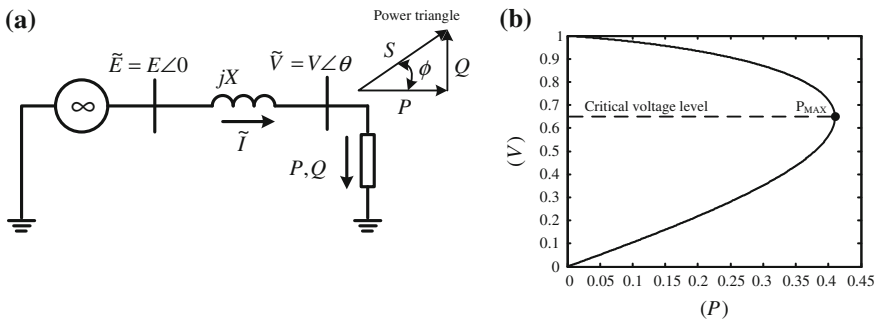 (a)
Power triangle
S
ϕ
Q
P
Ẽ = E∠0
jX
Ṽ = V∠θ
∞
Ĩ
P,Q
(b)
1
0.9
0.8
0.7
0.6
0.5
0.4
0.3
0.2
0.1
0
(V)
Critical voltage level
P_MAX
0 0.05 0.1 0.15 0.2 0.25 0.3 0.35 0.4 0.45
(P)